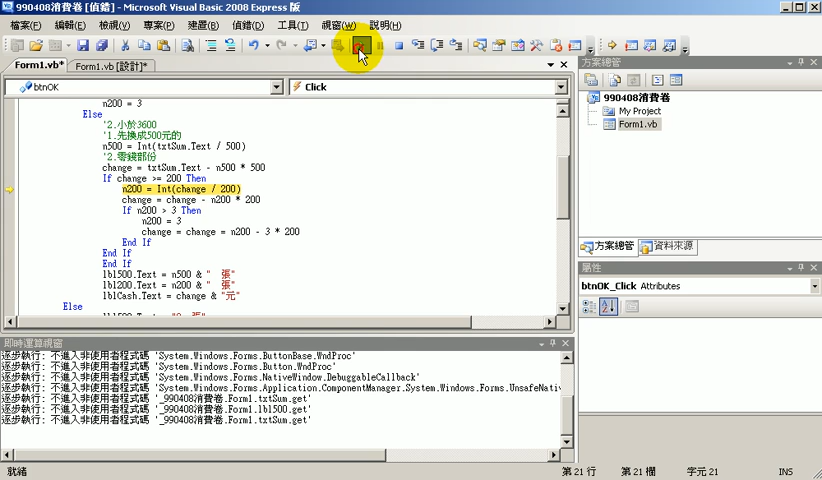 990408消費卷 [偵錯] - Microsoft Visual Basic 2008 Express 版
檔案(F) 編輯(E) 檢視(V) 專案(P) 建置(B) 偵錯(D) 工具(T) 視窗(W) 說明(H)
Form1.vb* Form1.vb [設計]*
btnOK Click
n200 = 3
Else
'2.小於3600
'1.先換成500元的
n500 = Int(txtSum.Text / 500)
'2.零錢部份
change = txtSum.Text - n500 * 500
If change >= 200 Then
n200 = Int(change / 200)
change = change - n200 * 200
If n200 > 3 Then
n200 = 3
change = change = n200 - 3 * 200
End If
End If
End If
lbl500.Text = n500 & " 張"
lbl200.Text = n200 & " 張"
lblCash.Text = change & "元"
Else
即時運算視窗
逐步執行: 不進入非使用者程式碼 'System.Windows.Forms.ButtonBase.WndProc'
逐步執行: 不進入非使用者程式碼 'System.Windows.Forms.Button.WndProc'
逐步執行: 不進入非使用者程式碼 'System.Windows.Forms.NativeWindow.DebuggableCallback'
逐步執行: 不進入非使用者程式碼 'System.Windows.Forms.Application.ComponentManager.System.Windows.Forms.UnsafeNati
逐步執行: 不進入非使用者程式碼 '_990408消費卷.Form1.txtSum.get'
逐步執行: 不進入非使用者程式碼 '_990408消費卷.Form1.lbl500.get'
逐步執行: 不進入非使用者程式碼 '_990408消費卷.Form1.txtSum.get'
方案總管
990408消費卷
My Project
Form1.vb
方案總管 資料來源
屬性
btnOK_Click Attributes
就緒 第 21 行 第 21 欄 字元 21 INS